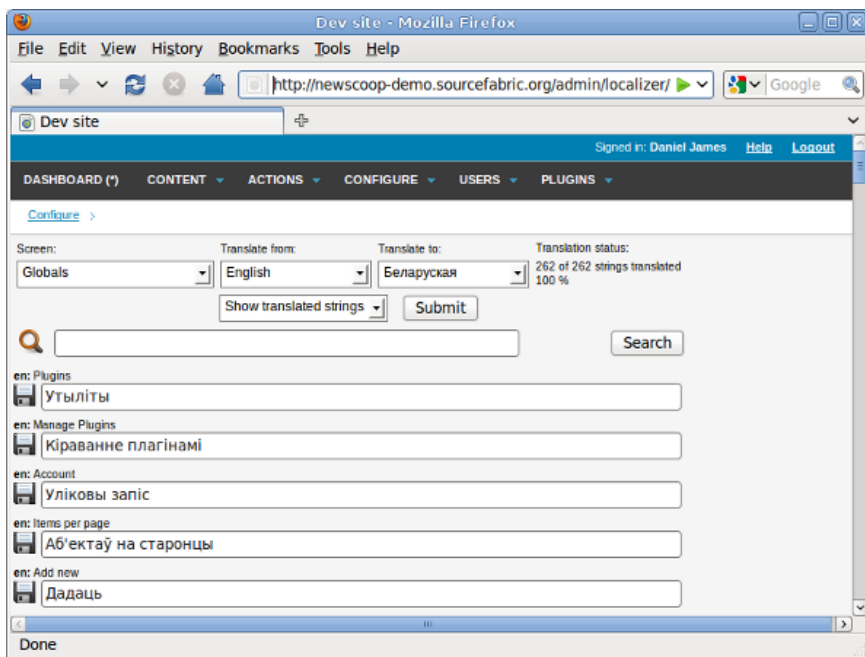 Dev site - Mozilla Firefox
File Edit View History Bookmarks Tools Help
http://newscoop-demo.sourcefabric.org/admin/localizer/ Google
Dev site
Signed in: Daniel James Help Logout
DASHBOARD (*) CONTENT ACTIONS CONFIGURE USERS PLUGINS
Configure >
Screen: Translate from: Translate to: Translation status:
Globals English Беларуская 262 of 262 strings translated
100 %
Show translated strings Submit
Search
en: Plugins
Утыліты
en: Manage Plugins
Кіраванне плагінамі
en: Account
Уліковы запіс
en: Items per page
Аб'ектаў на старонцы
en: Add new
Дадаць
Done